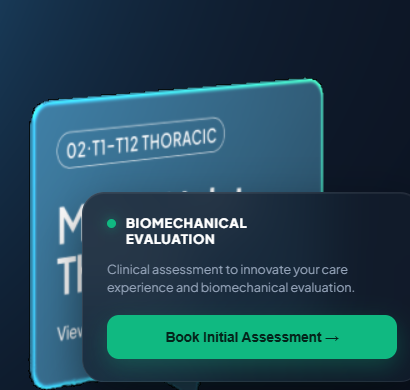 02·T1–T12 THORACIC
BIOMECHANICAL
EVALUATION
Clinical assessment to innovate your care
experience and biomechanical evaluation.
Book Initial Assessment →